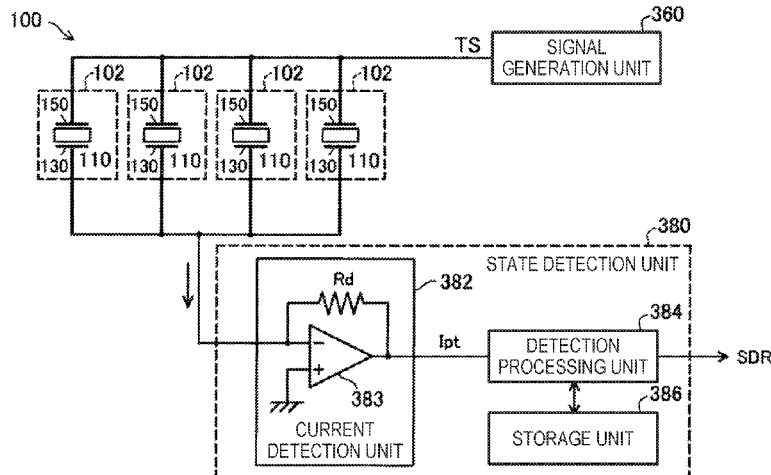 100
TS
360
SIGNAL
GENERATION UNIT
102
102
102
102
150
150
150
150
130
110
130
110
130
110
130
110
380
STATE DETECTION UNIT
Rd
382
Ipt
384
DETECTION
PROCESSING UNIT
SDR
383
CURRENT
DETECTION UNIT
386
STORAGE UNIT